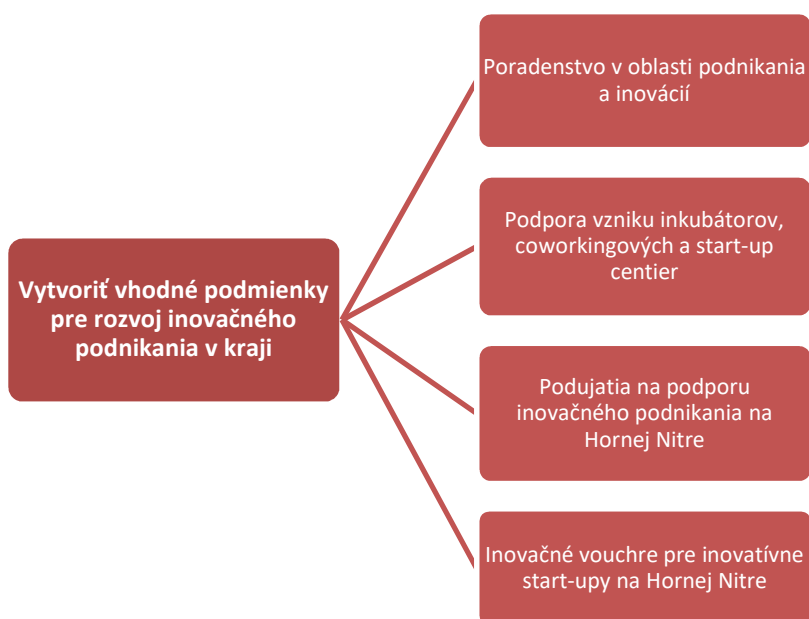 Vytvoriť vhodné podmienky
pre rozvoj inovačného
podnikania v kraji
Poradenstvo v oblasti podnikania
a inovácií
Podpora vzniku inkubátorov,
coworkingových a start-up
centier
Podujatia na podporu
inovačného podnikania na
Hornej Nitre
Inovačné vouchre pre inovatívne
start-upy na Hornej Nitre